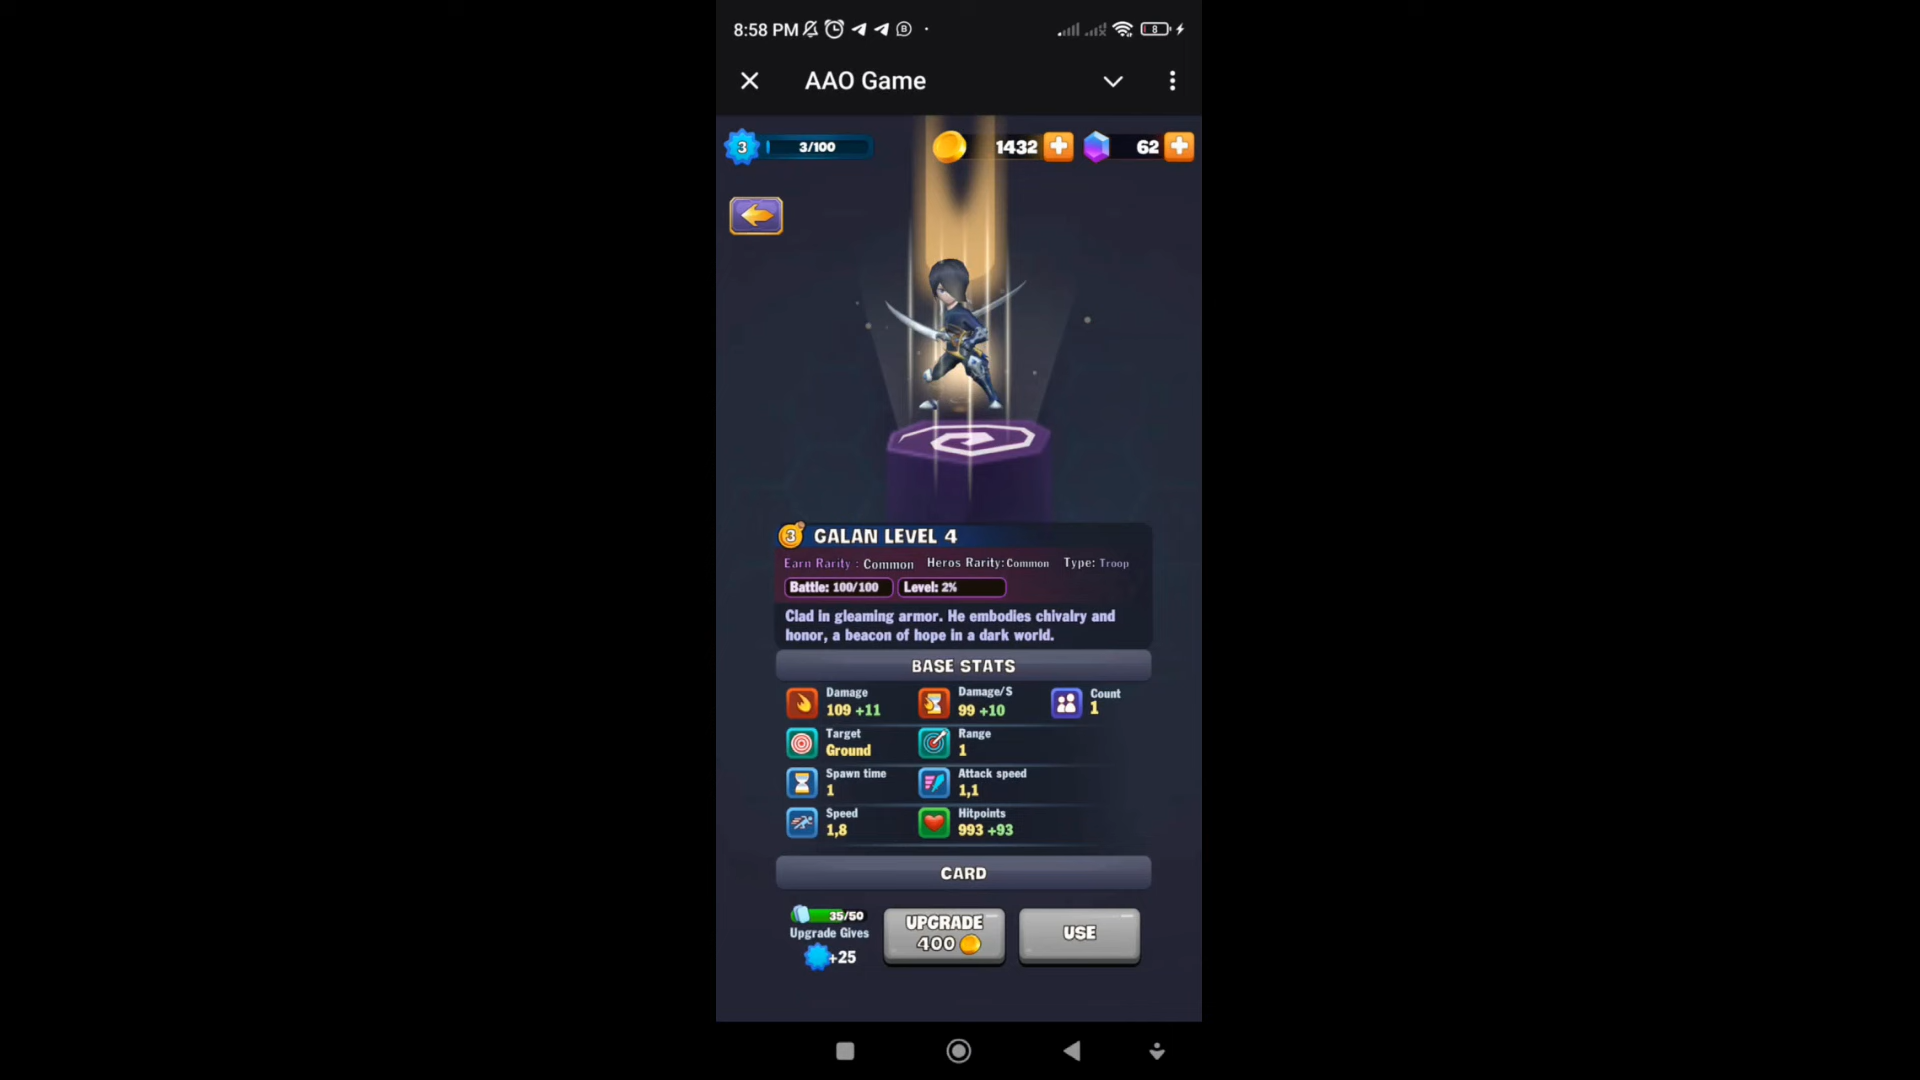 8:58 PM
8
AAO Game
3
3/100
1432
62
3
GALAN LEVEL 4
Earn Rarity : Common Heros Rarity: Common Type: Troop
Battle: 100/100 Level: 2%
Clad in gleaming armor. He embodies chivalry and
honor, a beacon of hope in a dark world.
BASE STATS
Damage
109 +11
Damage/S
99 +10
Count
1
Target
Ground
Range
1
Spawn time
1
Attack speed
1,1
Speed
1,8
Hitpoints
993 +93
CARD
35/50
Upgrade Gives
+25
UPGRADE
400
USE